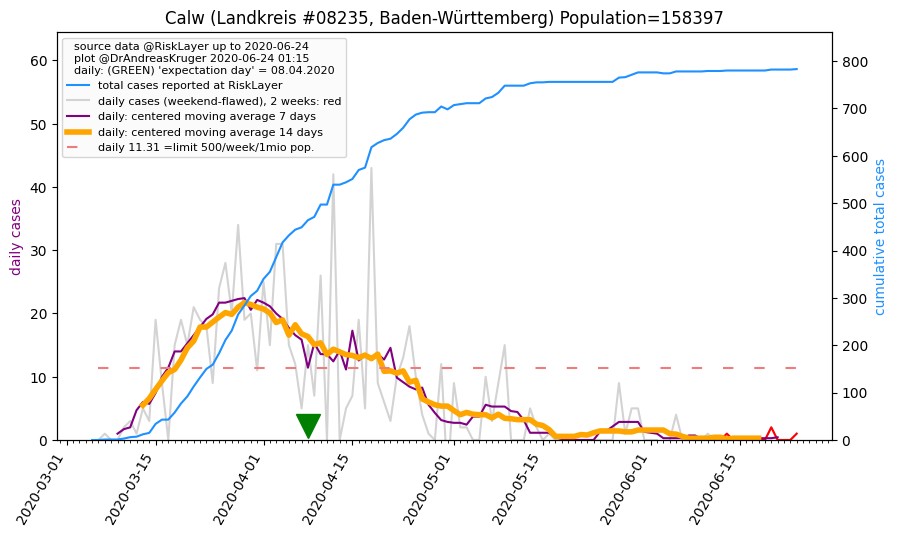 Calw (Landkreis #08235, Baden-Württemberg) Population=158397
source data @RiskLayer up to 2020-06-24
plot @DrAndreasKruger 2020-06-24 01:15
daily: (GREEN) 'expectation day' = 08.04.2020
total cases reported at RiskLayer
daily cases (weekend-flawed), 2 weeks: red
daily: centered moving average 7 days
daily: centered moving average 14 days
daily 11.31 =limit 500/week/1mio pop.
daily cases
60
50
40
30
20
10
0
cumulative total cases
800
700
600
500
400
300
200
100
0
2020-03-01
2020-03-15
2020-04-01
2020-04-15
2020-05-01
2020-05-15
2020-06-01
2020-06-15